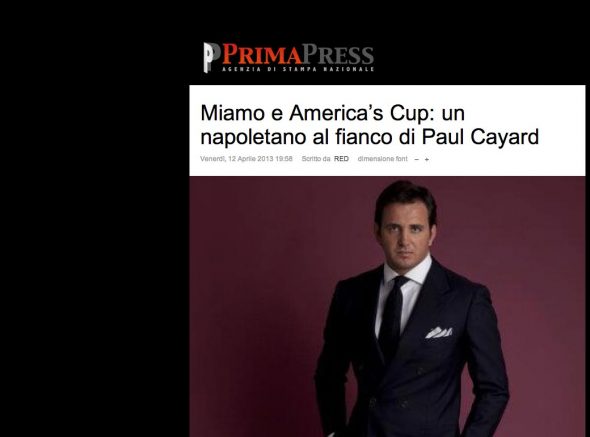 PRIMAPRESS
AGENZIA DI STAMPA NAZIONALE
Miamo e America’s Cup: un
napoletano al fianco di Paul Cayard
Venerdì, 12 Aprile 2013 19:58 Scritto da RED dimensione font − +